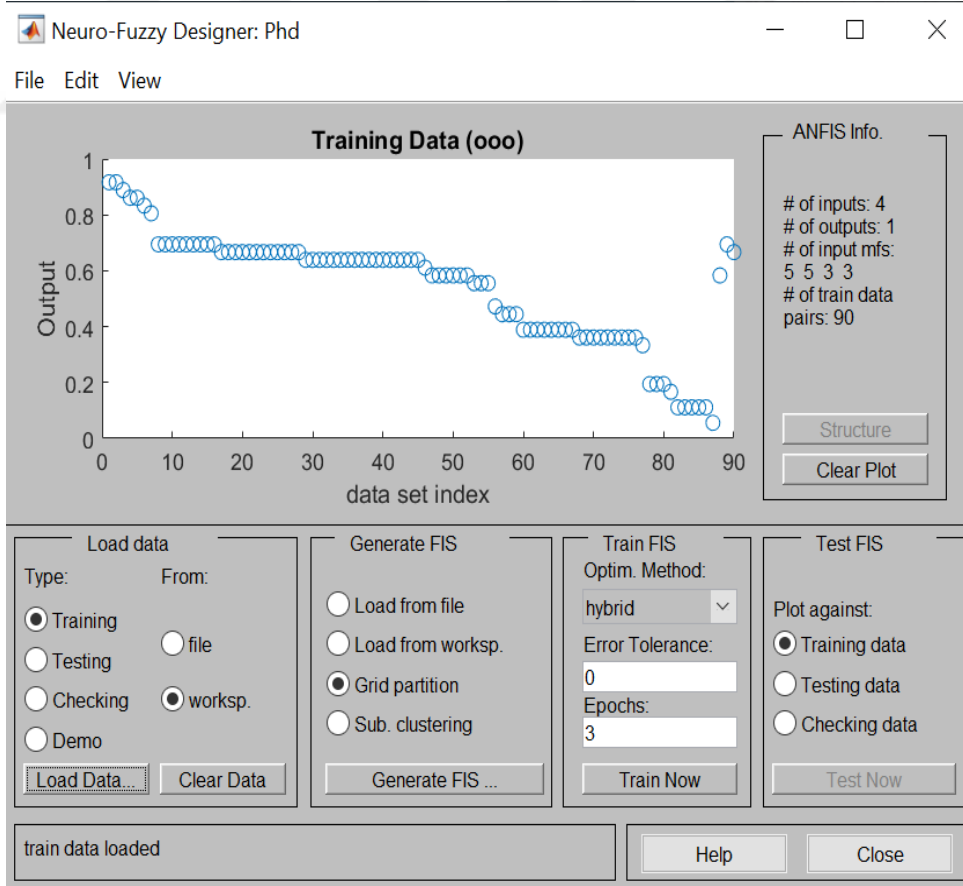 Neuro-Fuzzy Designer: Phd
File Edit View
Training Data (ooo)
1
0.8
0.6
0.4
0.2
0
Output
0 10 20 30 40 50 60 70 80 90
data set index
ANFIS Info.
# of inputs: 4
# of outputs: 1
# of input mfs:
5 5 3 3
# of train data
pairs: 90
Structure
Clear Plot
Load data
Type: From:
Training
file
Testing
Checking
worksp.
Demo
Load Data... Clear Data
Generate FIS
Load from file
Load from worksp.
Grid partition
Sub. clustering
Generate FIS ...
Train FIS
Optim. Method:
hybrid
Error Tolerance:
0
Epochs:
3
Train Now
Test FIS
Plot against:
Training data
Testing data
Checking data
Test Now
train data loaded
Help Close